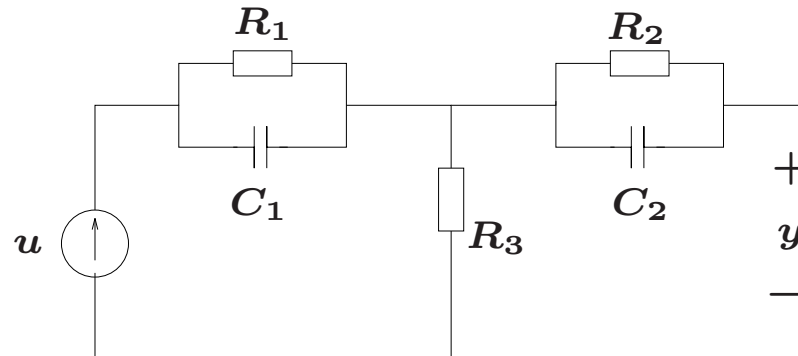 R₁ R₂
C₁ C₂
+
u R₃ y
−